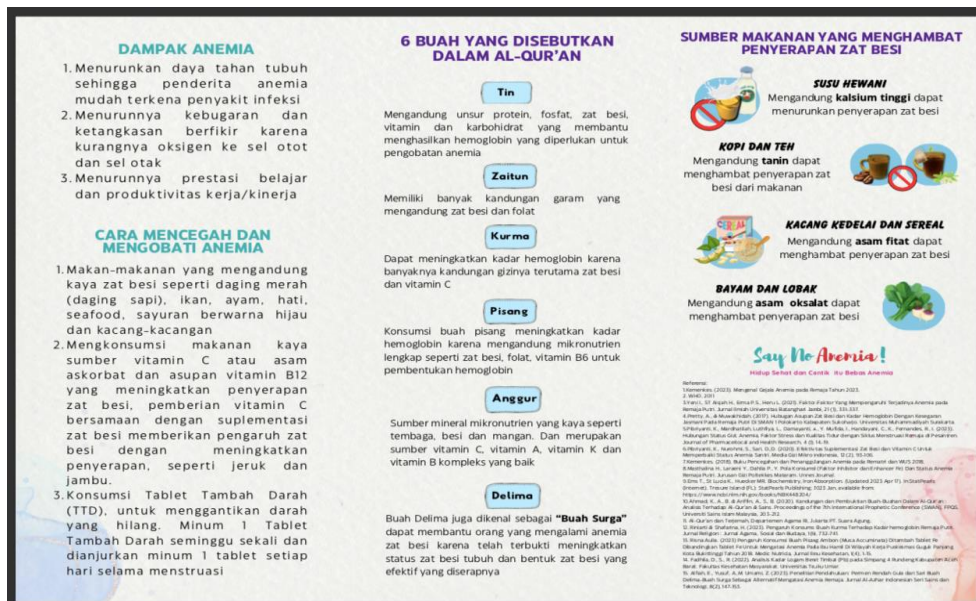 DAMPAK ANEMIA
1. Menurunkan daya tahan tubuh
sehingga penderita anemia
mudah terkena penyakit infeksi
2. Menurunnya kebugaran dan
ketangkasan berfikir karena
kurangnya oksigen ke sel otot
dan sel otak
3. Menurunnya prestasi belajar
dan produktivitas kerja/kinerja
CARA MENCEGAH DAN
MENGOBATI ANEMIA
1. Makan-makanan yang mengandung
kaya zat besi seperti daging merah
(daging sapi), ikan, ayam, hati,
seafood, sayuran berwarna hijau
dan kacang-kacangan
2. Mengkonsumsi makanan kaya
sumber vitamin C atau asam
askorbat dan asupan vitamin B12
yang meningkatkan penyerapan
zat besi, pemberian vitamin C
bersamaan dengan suplementasi
zat besi memberikan pengaruh zat
besi dengan meningkatkan
penyerapan, seperti jeruk dan
jambu.
3. Konsumsi Tablet Tambah Darah
(TTD), untuk menggantikan darah
yang hilang. Minum 1 Tablet
Tambah Darah seminggu sekali dan
dianjurkan minum 1 tablet setiap
hari selama menstruasi
6 BUAH YANG DISEBUTKAN
DALAM AL-QUR'AN
Tin
Mengandung unsur protein, fosfat, zat besi,
vitamin dan karbohidrat yang membantu
menghasilkan hemoglobin yang diperlukan untuk
pengobatan anemia
Zaitun
Memiliki banyak kandungan garam yang
mengandung zat besi dan folat
Kurma
Dapat meningkatkan kadar hemoglobin karena
banyaknya kandungan gizinya terutama zat besi
dan vitamin C
Pisang
Konsumsi buah pisang meningkatkan kadar
hemoglobin karena mengandung mikronutrien
lengkap seperti zat besi, folat, vitamin B6 untuk
pembentukan hemoglobin
Anggur
Sumber mineral mikronutrien yang kaya seperti
tembaga, besi dan mangan. Dan merupakan
sumber vitamin C, vitamin A, vitamin K dan
vitamin B kompleks yang baik
Delima
Buah Delima juga dikenal sebagai "Buah Surga"
dapat membantu orang yang mengalami anemia
zat besi karena telah terbukti meningkatkan
status zat besi tubuh dan bentuk zat besi yang
efektif yang diserapnya
SUMBER MAKANAN YANG MENGHAMBAT
PENYERAPAN ZAT BESI
SUSU HEWANI
Mengandung kalsium tinggi dapat
menurunkan penyerapan zat besi
KOPI DAN TEH
Mengandung tanin dapat
menghambat penyerapan zat
besi dari makanan
KACANG KEDELAI DAN SEREAL
Mengandung asam fitat dapat
menghambat penyerapan zat besi
BAYAM DAN LOBAK
Mengandung asam oksalat dapat
menghambat penyerapan zat besi
Say No Anemia!
Hidup Sehat dan Cantik itu Bebas Anemia
Referensi:
1.Kemenkes. (2023). Mengenal Gejala Anemia pada Remaja Tahun 2023.
2. WHO. 2011